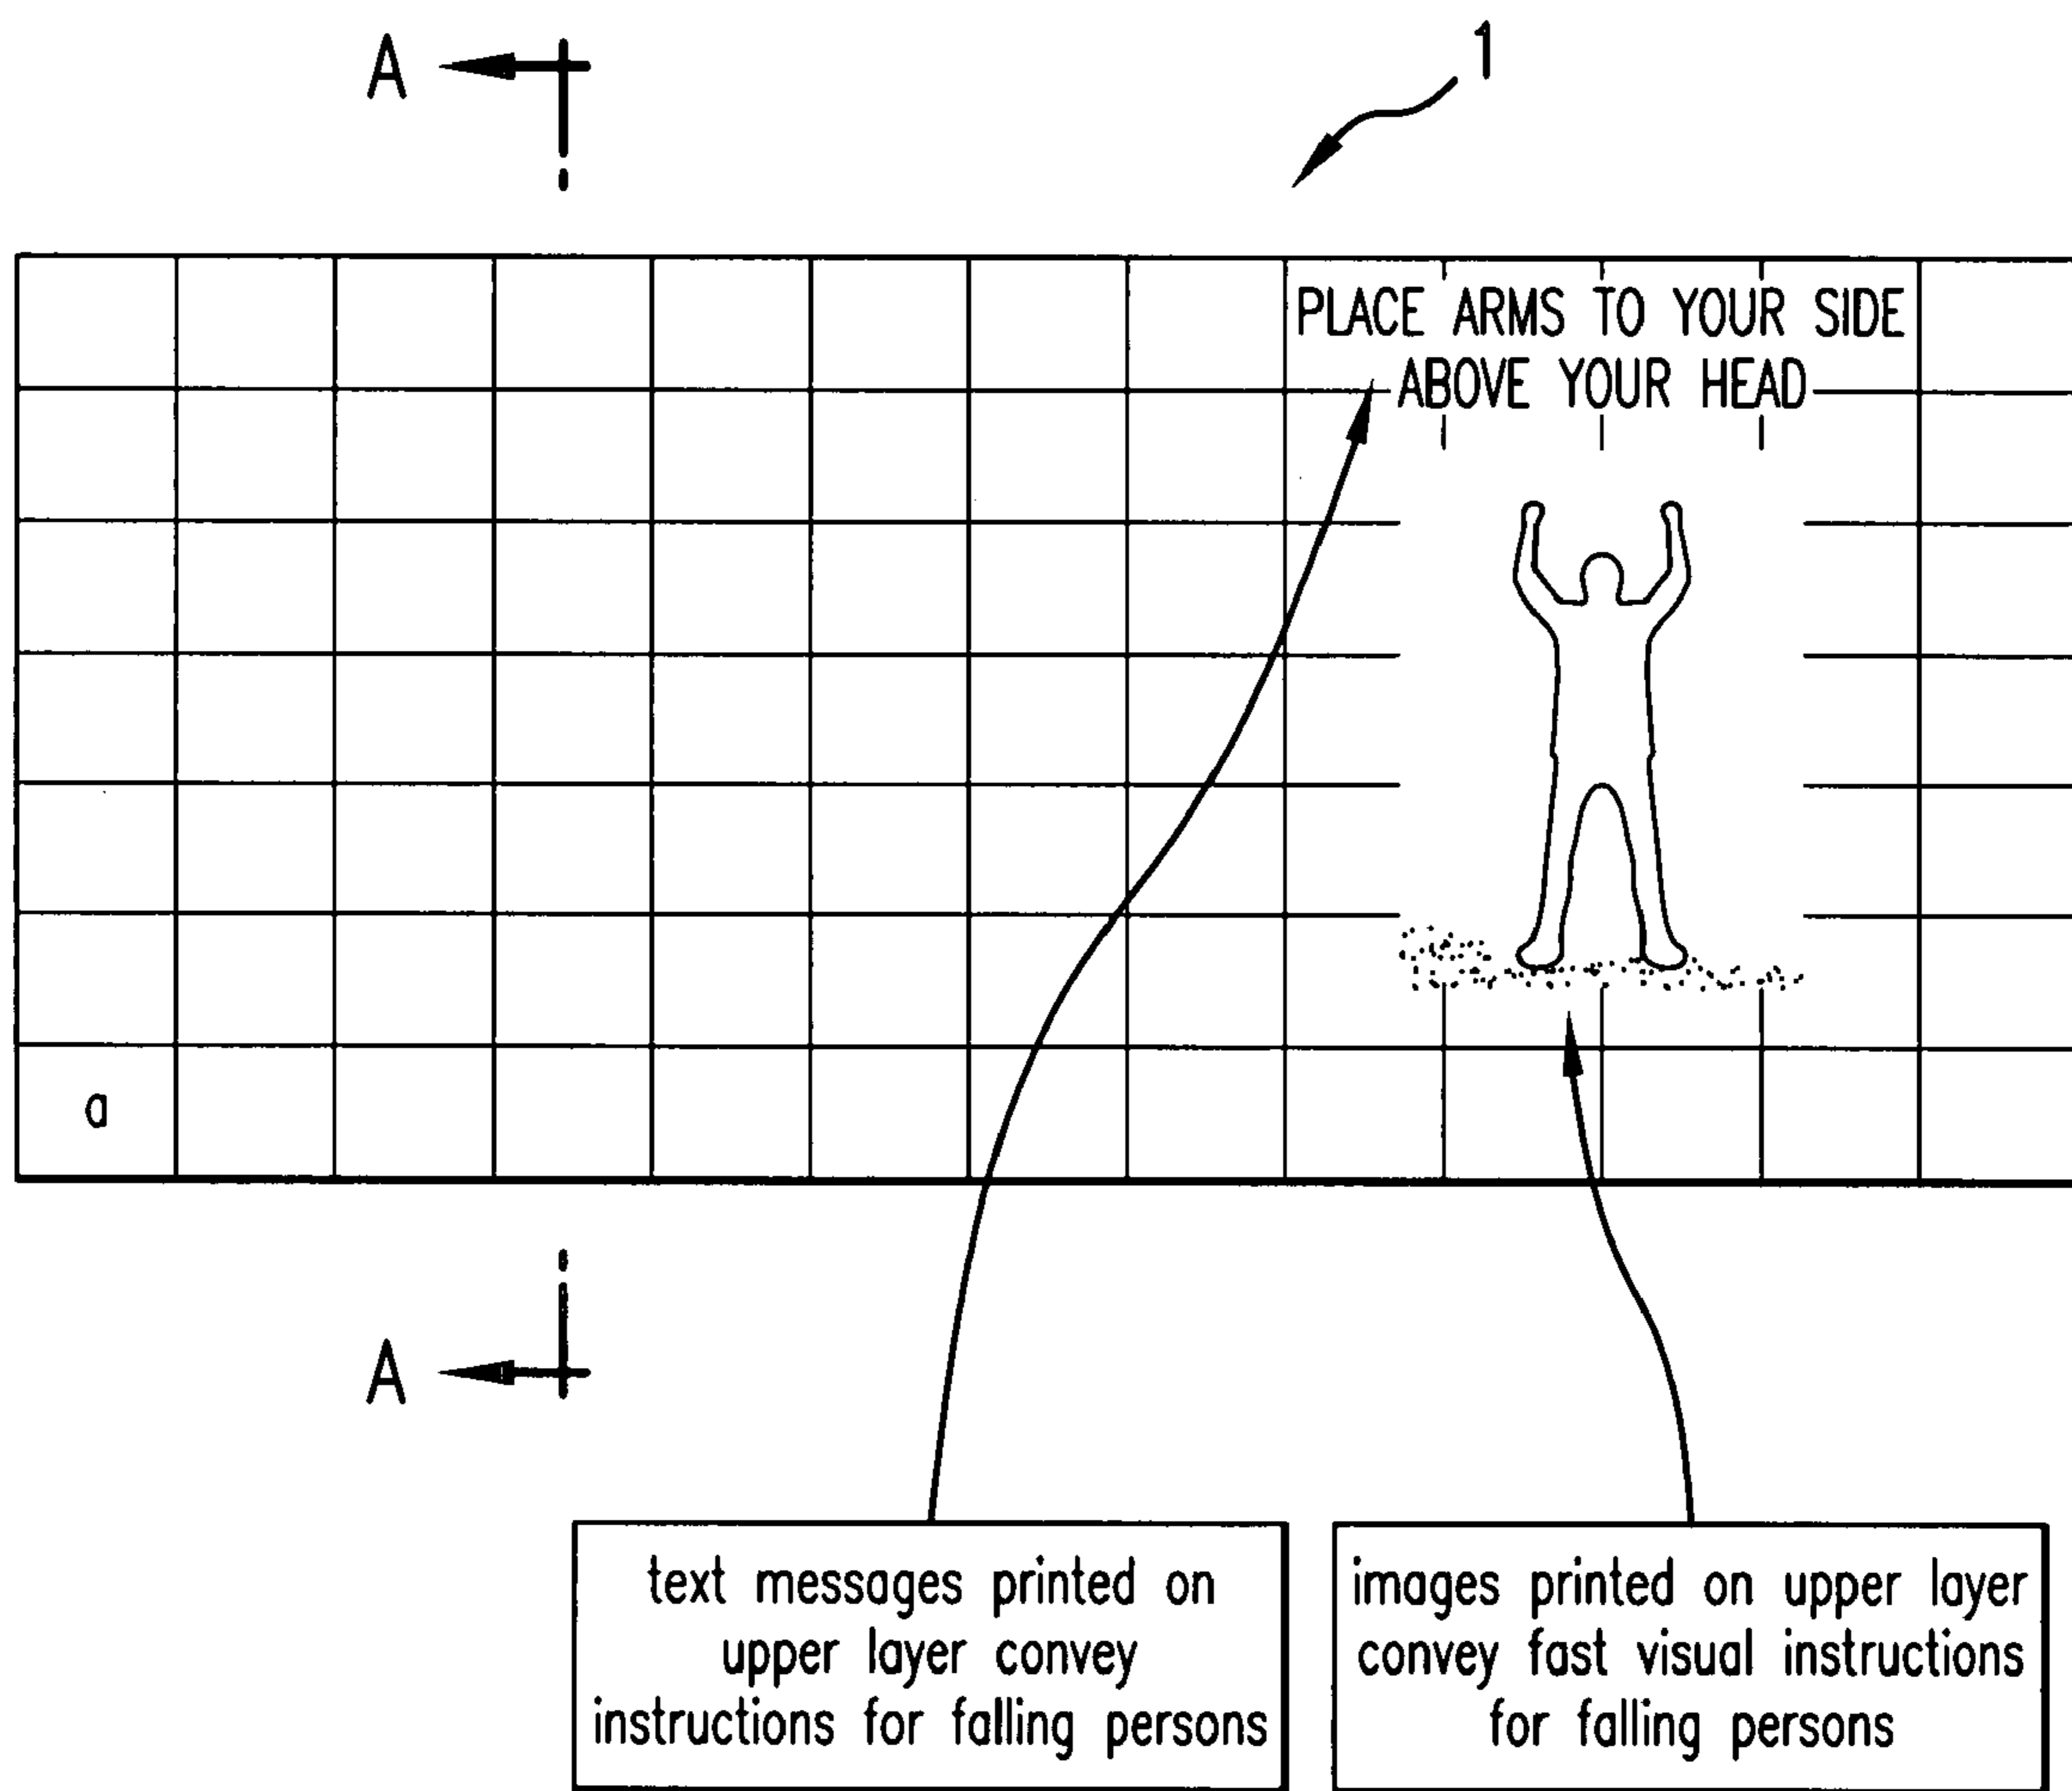 A
1
PLACE ARMS TO YOUR SIDE
ABOVE YOUR HEAD
a
A
text messages printed on
upper layer convey
instructions for falling persons
images printed on upper layer
convey fast visual instructions
for falling persons